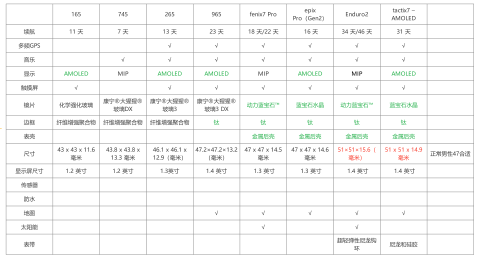 165 745 265 965 fenix7 Pro epix Pro（Gen2） Enduro2 tactix7 – AMOLED
续航 11 天 7 天 13 天 23 天 18 天/22 天 16 天 34 天/46 天 31 天
多频GPS √ √ √ √ √ √
音乐 √ √ √ √ √ √ √
显示 AMOLED MIP AMOLED AMOLED MIP AMOLED MIP AMOLED
触摸屏 √ √ √ √ √ √ √
镜片 化学强化玻璃 康宁®大猩猩®玻璃DX 康宁®大猩猩®玻璃3 康宁®大猩猩®玻璃3 DX 动力蓝宝石™ 蓝宝石水晶 动力蓝宝石™ 蓝宝石水晶
边框 纤维增强聚合物 纤维增强聚合物 纤维增强聚合物 钛 钛 钛 钛 钛
表壳 金属后壳 金属后壳 金属后壳 金属后壳
尺寸 43 x 43 x 11.6 毫米 43.8 x 43.8 x 13.3 毫米 46.1 x 46.1 x 12.9（毫米） 47.2×47.2×13.2（毫米） 47 x 47 x 14.5 毫米 47 x 47 x 14.6 毫米 51×51×15.6（毫米） 51 x 51 x 14.9 毫米 正常男性47合适
显示屏尺寸 1.2 英寸 1.2 英寸 1.3英寸 1.4 英寸 1.3 英寸 1.3 英寸 1.4 英寸 1.4 英寸
传感器
防水
地图 √ √ √ √ √
太阳能 √ √
表带 超轻弹性尼龙钩环 尼龙和硅胶